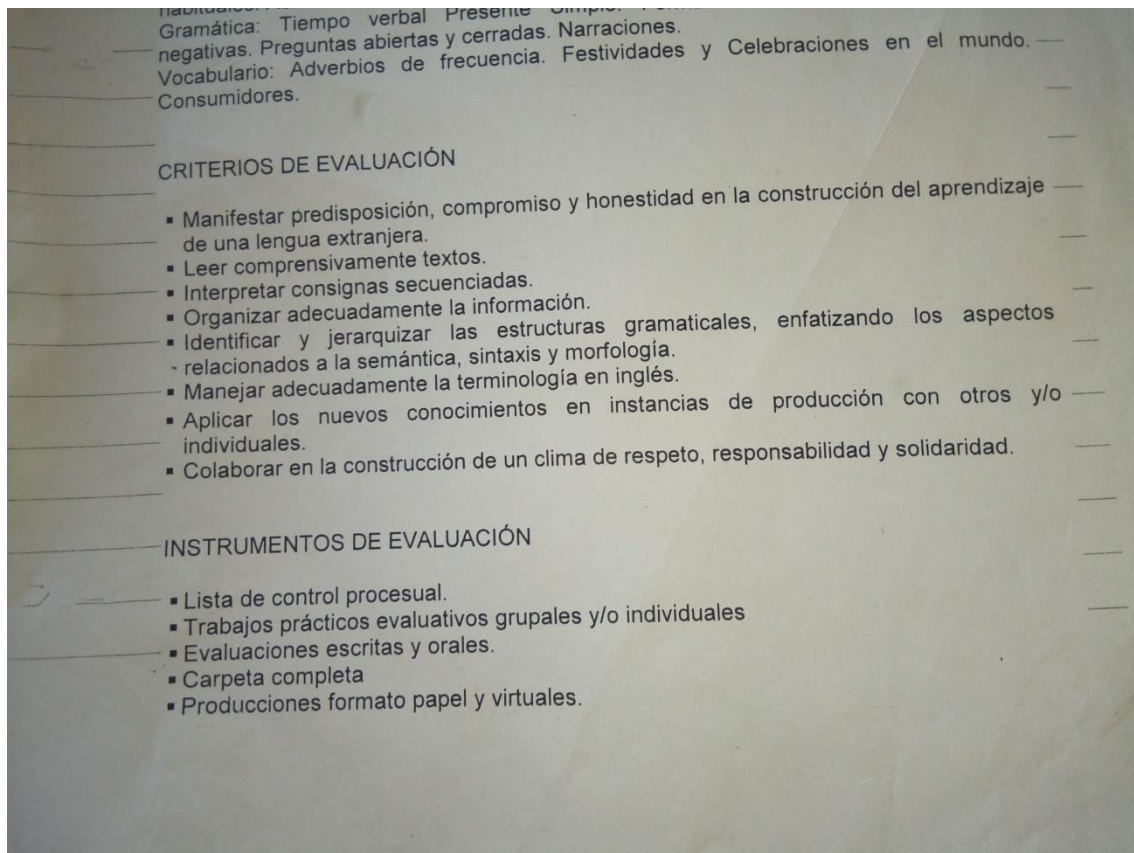 Gramática: Tiempo verbal Presente Simple.
negativas. Preguntas abiertas y cerradas. Narraciones.
Vocabulario: Adverbios de frecuencia. Festividades y Celebraciones en el mundo.
Consumidores.
CRITERIOS DE EVALUACIÓN
▪ Manifestar predisposición, compromiso y honestidad en la construcción del aprendizaje
de una lengua extranjera.
▪ Leer comprensivamente textos.
▪ Interpretar consignas secuenciadas.
▪ Organizar adecuadamente la información.
▪ Identificar y jerarquizar las estructuras gramaticales, enfatizando los aspectos
- relacionados a la semántica, sintaxis y morfología.
▪ Manejar adecuadamente la terminología en inglés.
▪ Aplicar los nuevos conocimientos en instancias de producción con otros y/o
individuales.
▪ Colaborar en la construcción de un clima de respeto, responsabilidad y solidaridad.
INSTRUMENTOS DE EVALUACIÓN
▪ Lista de control procesual.
▪ Trabajos prácticos evaluativos grupales y/o individuales
▪ Evaluaciones escritas y orales.
▪ Carpeta completa
▪ Producciones formato papel y virtuales.